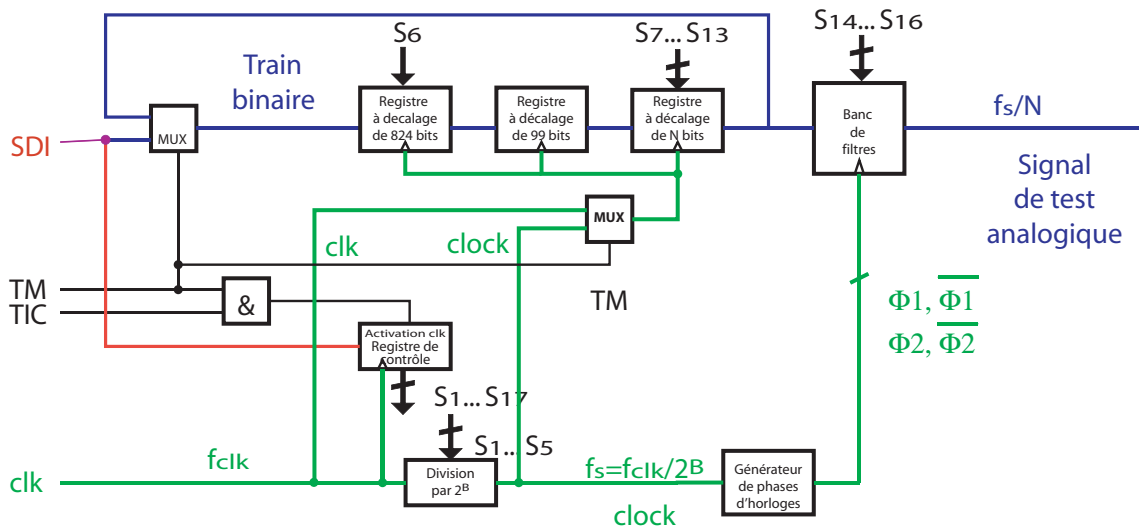 S6
S7... S13
S14... S16
Train
binaire
Registre
à decalage
de 824 bits
Registre
à décalage
de 99 bits
Registre
à décalage
de N bits
Banc
de
filtres
fs/N
MUX
SDI
Signal
de test
analogique
MUX
clk
clock
TM
TIC
&
TM
Φ1, Φ1
Φ2, Φ2
Activation clk
Registre de
contrôle
S1... S17
S1... S5
fclk
clk
Division
par 2B
fs=fclk/2B
clock
Générateur
de phases
d'horloges